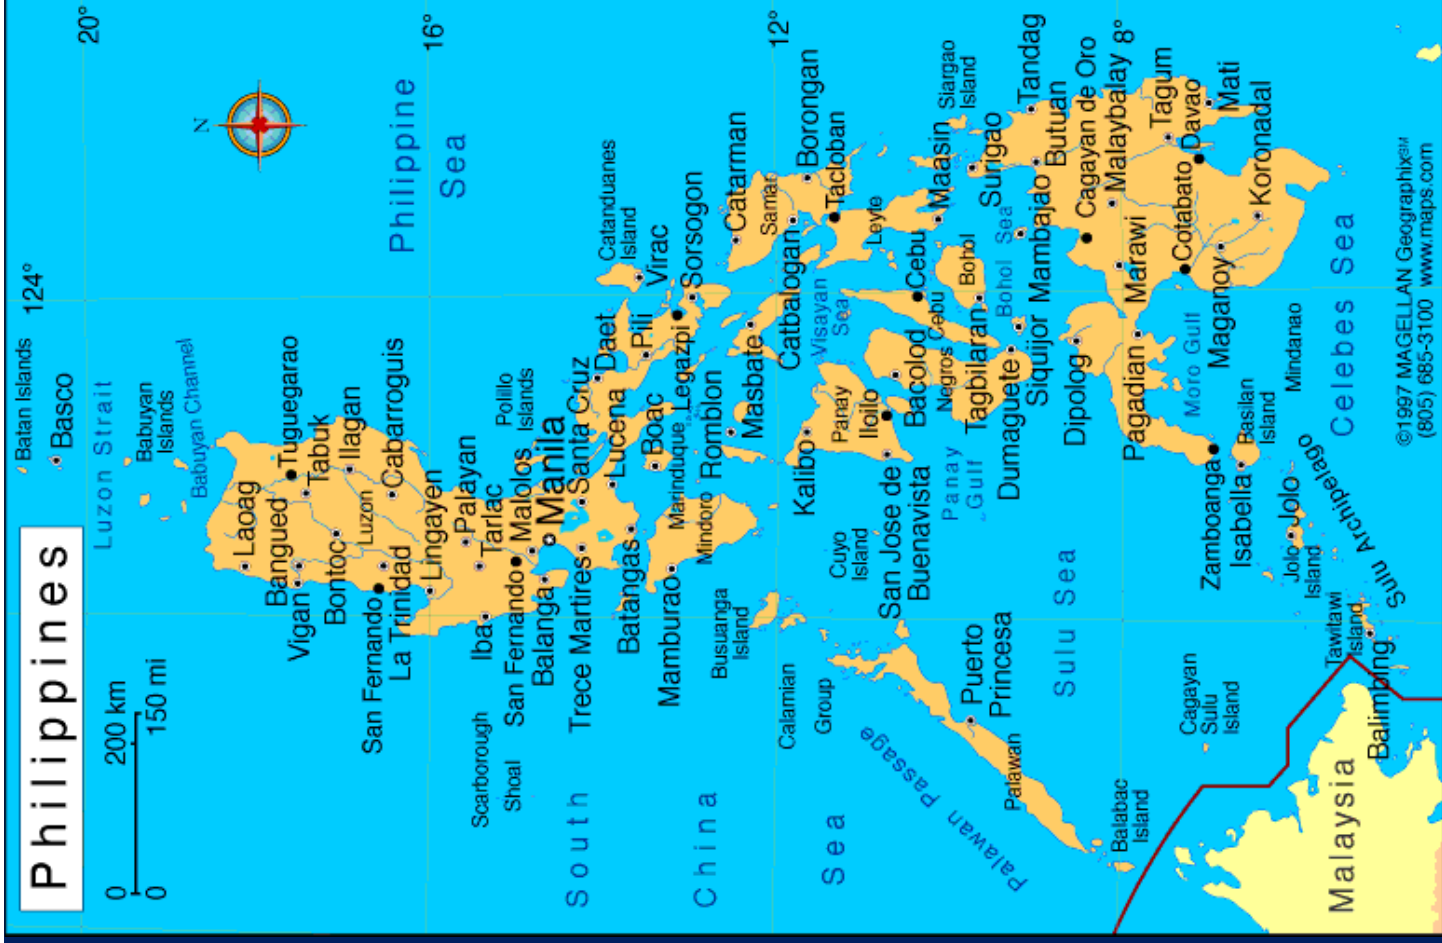 Philippines
0 200 km
0 150 mi
20°
16°
12°
8°
124°
N
Batan Islands
Basco
Luzon Strait
Babuyan
Islands
Babuyan Channel
Philippine
Sea
Laoag
Bangued
Vigan
Tuguegarao
Tabuk
Bontoc
Ilagan
Luzon
Cabarroguis
San Fernando
La Trinidad
Lingayen
Palayan
Tarlac
Iba
San Fernando
Malolos
Balanga
Manila
Polillo
Islands
Scarborough
Shoal
Trece Martires
Santa Cruz
Lucena
Batangas
Daet
Pili
Catanduanes
Island
Virac
Legazpi
Sorsogon
Boac
Marinduque
Mamburao
Mindoro
Romblon
Masbate
Busuanga
Island
Calamian
Group
South
China
Sea
Catarman
Samar
Catbalogan
Borongan
Tacloban
Leyte
Maasin
Visayan
Sea
Kalibo
Panay
Iloilo
San Jose de
Buenavista
Cuyo
Island
Panay
Gulf
Bacolod
Negros
Cebu
Cebu
Bohol
Tagbilaran
Bohol Sea
Dumaguete
Siquijor
Mambajao
Siargao
Island
Surigao
Tandag
Butuan
Cagayan de Oro
Malaybalay
Tagum
Davao
Mati
Koronadal
Cotabato
Marawi
Maganoy
Dipolog
Pagadian
Moro Gulf
Mindanao
Zamboanga
Isabella
Basilan
Island
Jolo
Jolo
Island
Sulu Archipelago
Tawitawi
Island
Balimbing
Puerto
Princesa
Palawan
Palawan Passage
Sulu Sea
Cagayan
Sulu
Island
Balabac
Island
Malaysia
Celebes Sea
©1997 MAGELLAN Geographix℠
(805) 685-3100 www.maps.com